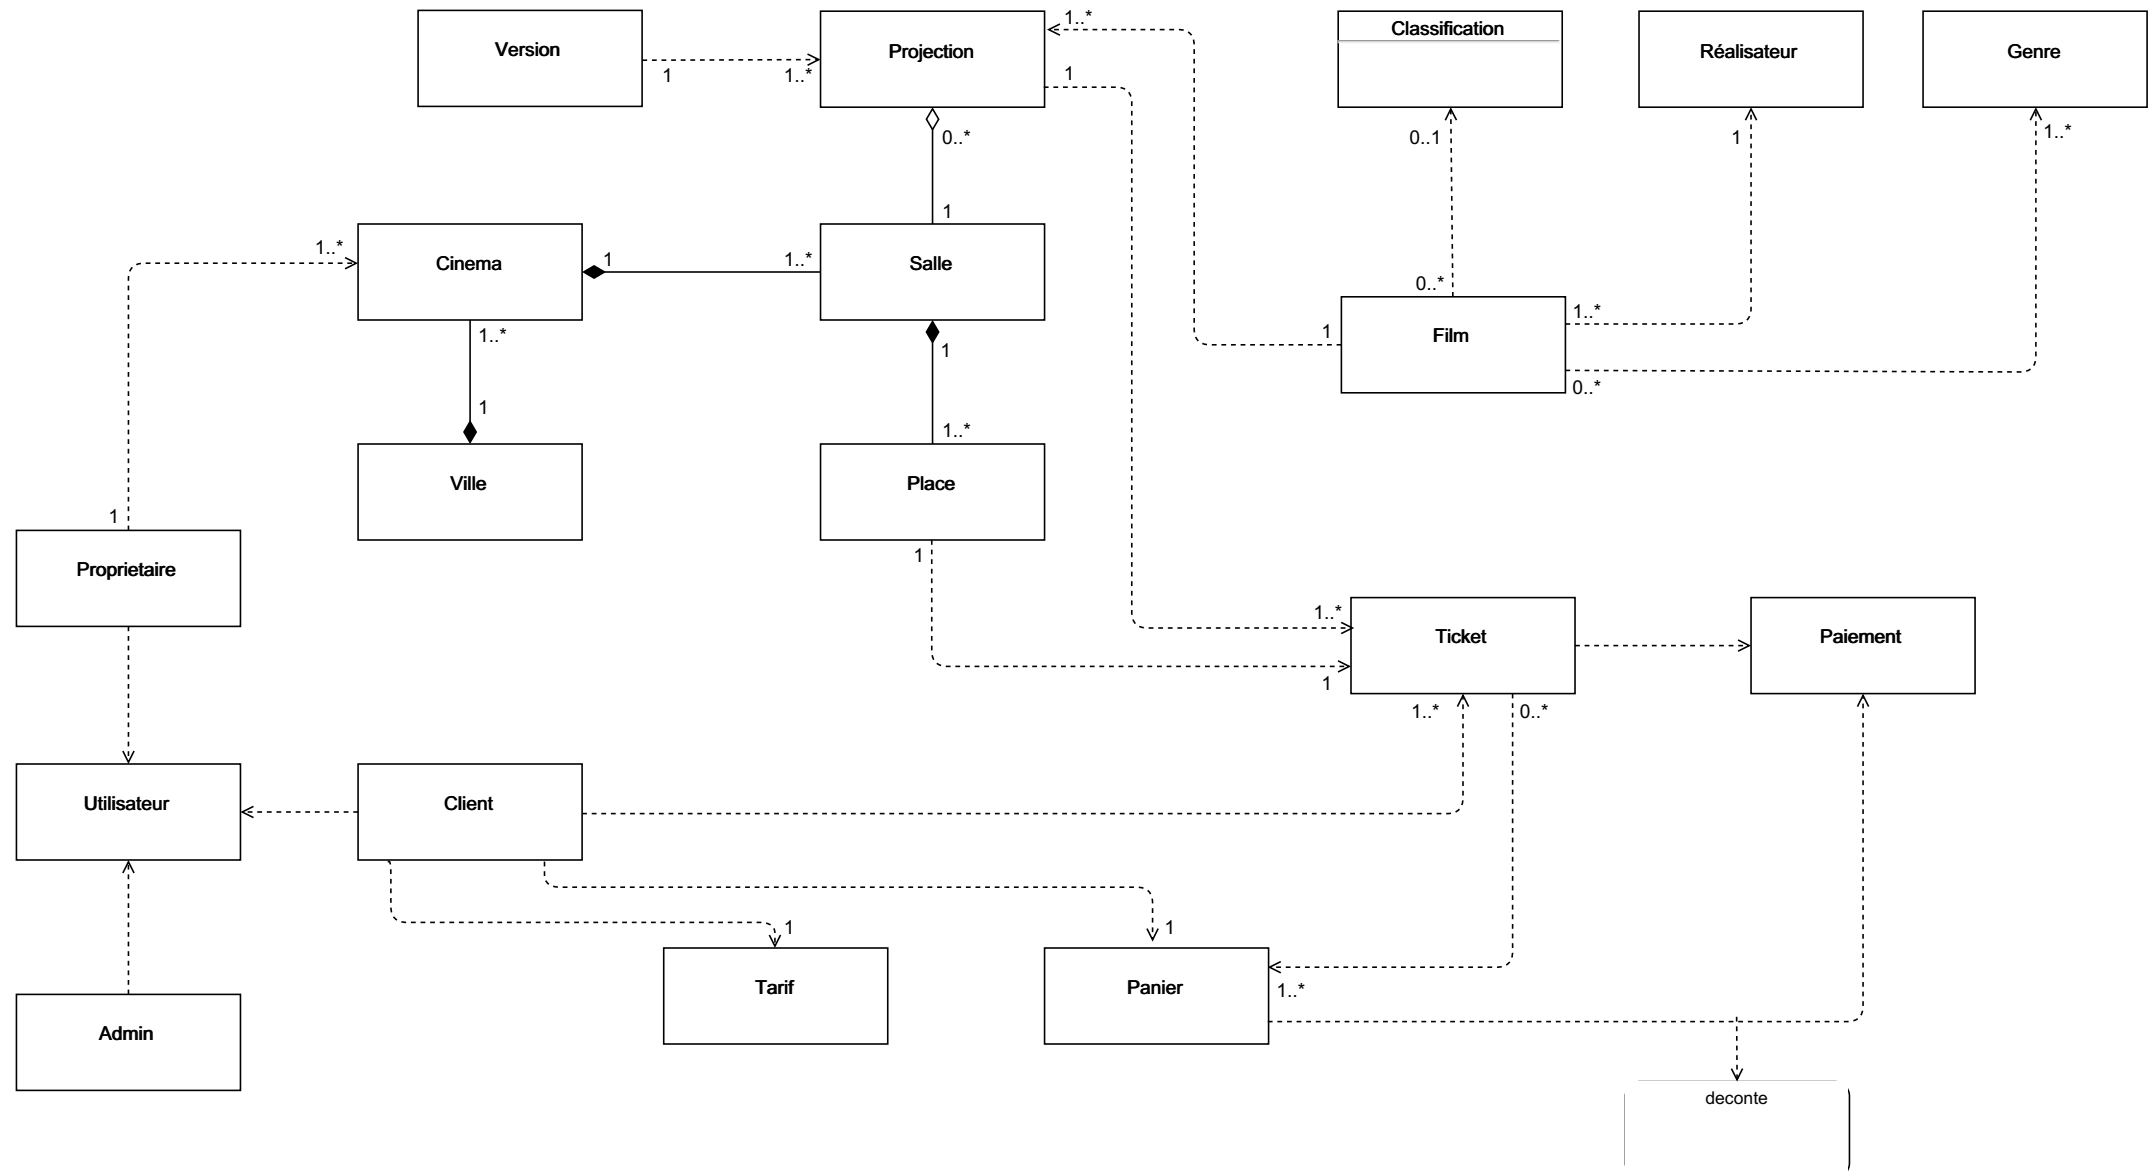 Version
Projection
Classification
Réalisateur
Genre
1
1..*
1..*
1
0..*
1
0..1
1
1..*
Cinema
Salle
Film
1..*
1
1..*
0..*
1
1..*
0..*
1..*
1
1
1..*
Ville
Place
1
Proprietaire
1
Ticket
Paiement
1..*
1
1..*
0..*
Utilisateur
Client
1
1
Tarif
Panier
1..*
Admin
deconte